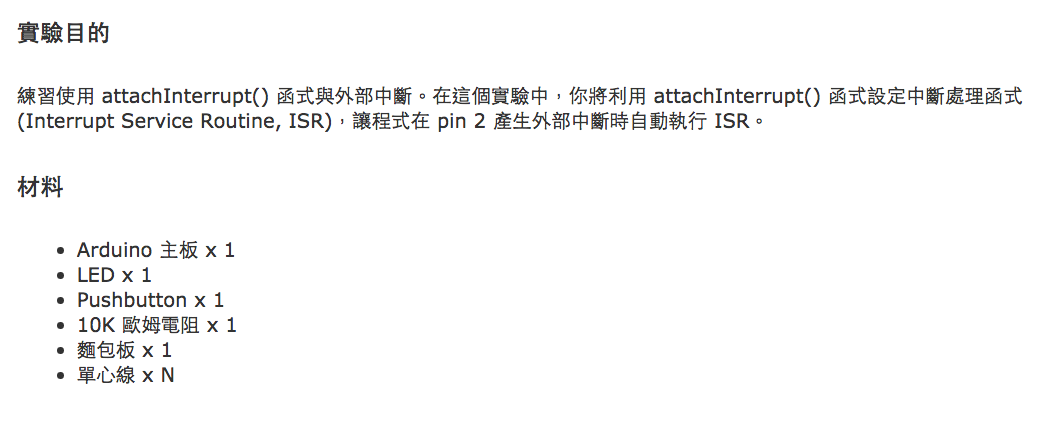 實驗目的
練習使用 attachInterrupt() 函式與外部中斷。在這個實驗中，你將利用 attachInterrupt() 函式設定中斷處理函式
(Interrupt Service Routine, ISR)，讓程式在 pin 2 產生外部中斷時自動執行 ISR。
材料
• Arduino 主板 x 1
• LED x 1
• Pushbutton x 1
• 10K 歐姆電阻 x 1
• 麵包板 x 1
• 單心線 x N